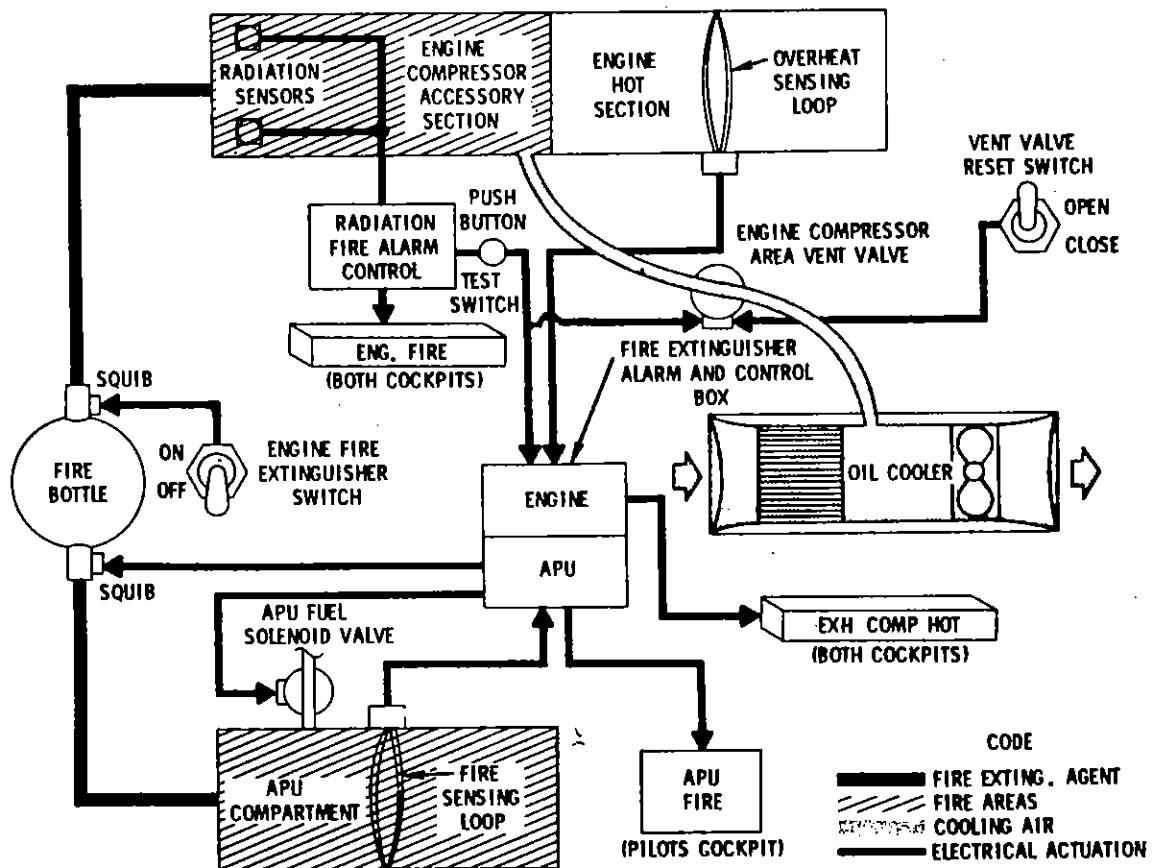 RADIATION
SENSORS
ENGINE
COMPRESSOR
ACCESSORY
SECTION
ENGINE
HOT
SECTION
OVERHEAT
SENSING
LOOP
VENT VALVE
RESET SWITCH
OPEN
CLOSE
RADIATION
FIRE ALARM
CONTROL
PUSH
BUTTON
TEST
SWITCH
ENGINE COMPRESSOR
AREA VENT VALVE
ENG. FIRE
(BOTH COCKPITS)
FIRE EXTINGUISHER
ALARM AND CONTROL
BOX
SQUIB
FIRE
BOTTLE
ON
OFF
ENGINE FIRE
EXTINGUISHER
SWITCH
SQUIB
ENGINE
APU
OIL COOLER
APU FUEL
SOLENOID VALVE
EXH COMP HOT
(BOTH COCKPITS)
APU
COMPARTMENT
FIRE
SENSING
LOOP
APU
FIRE
(PILOTS COCKPIT)
CODE
FIRE EXTING. AGENT
FIRE AREAS
COOLING AIR
ELECTRICAL ACTUATION